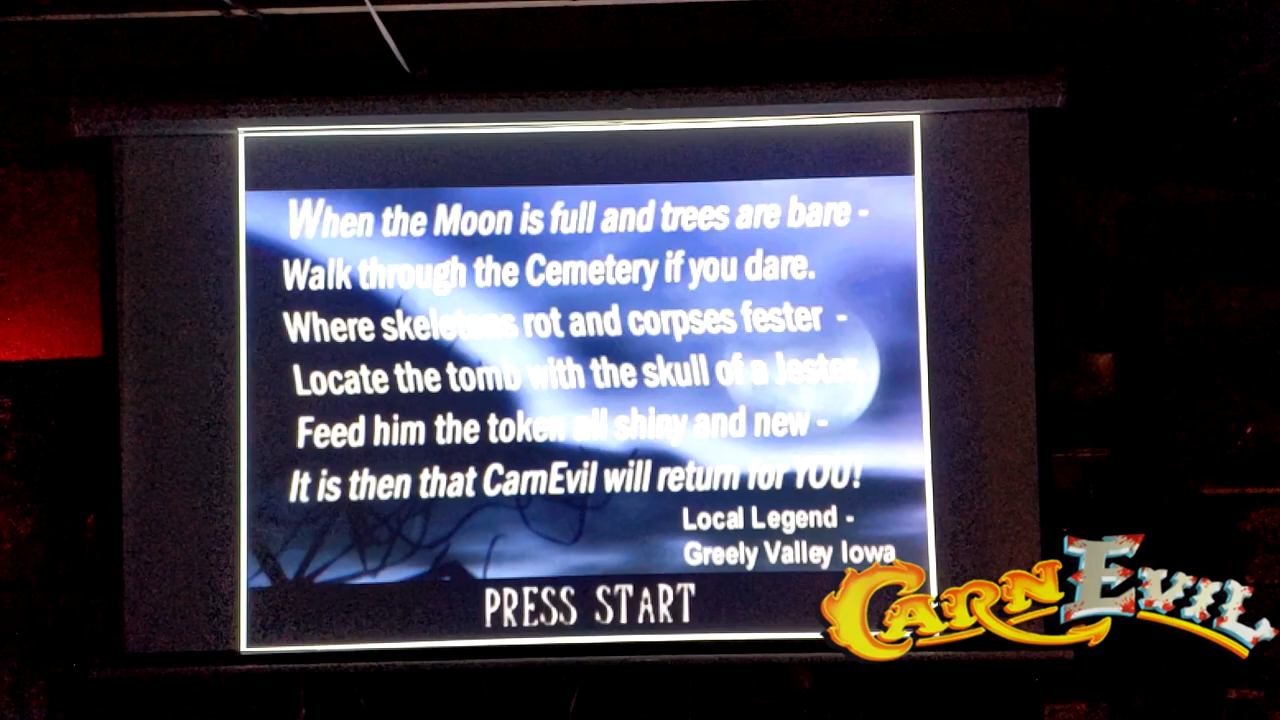 When the Moon is full and trees are bare -
Walk through the Cemetery if you dare.
Where skeletons rot and corpses fester -
Locate the tomb with the skull of a Jester,
Feed him the token all shiny and new -
It is then that CarnEvil will return for YOU!
Local Legend -
Greely Valley Iowa
PRESS START
CARNEVIL